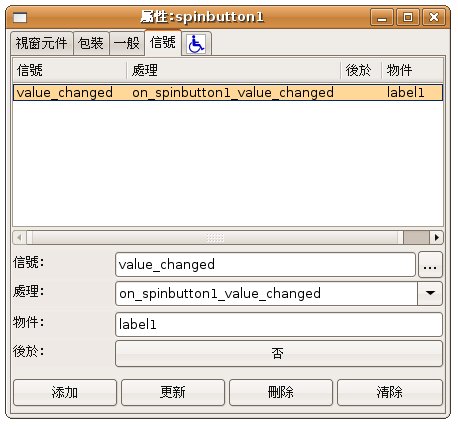 屬性:spinbutton1
視窗元件 包裝 一般 信號
信號 處理 後於 物件
value_changed on_spinbutton1_value_changed label1
信號: value_changed ...
處理: on_spinbutton1_value_changed
物件: label1
後於: 否
添加 更新 刪除 清除